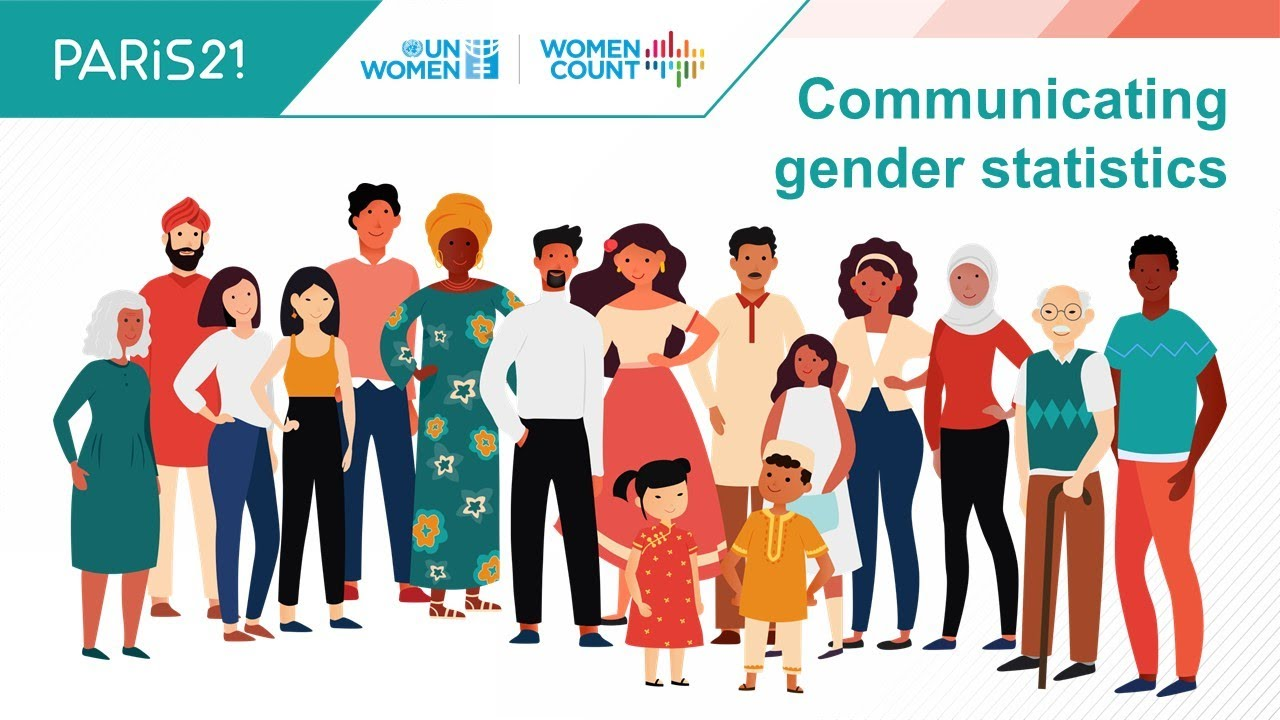 PARiS21
UN
WOMEN
WOMEN
COUNT
Communicating
gender statistics